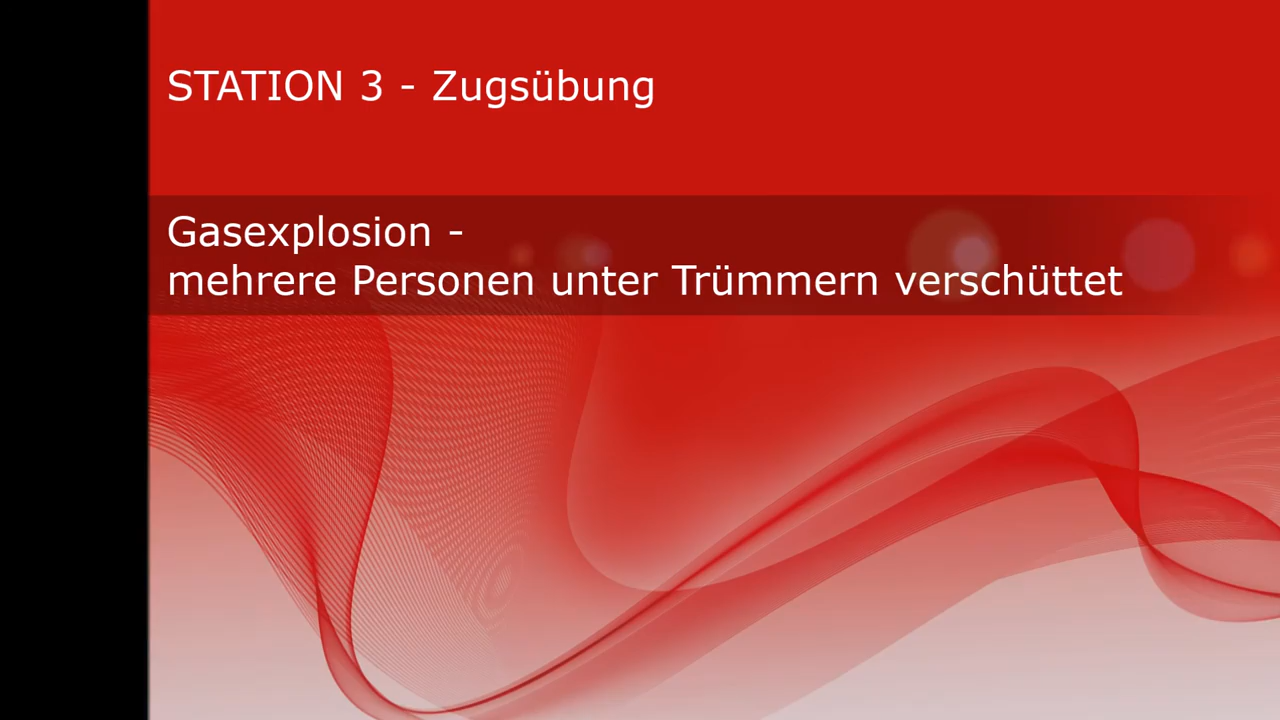 STATION 3 - Zugsübung
Gasexplosion -
mehrere Personen unter Trümmern verschüttet